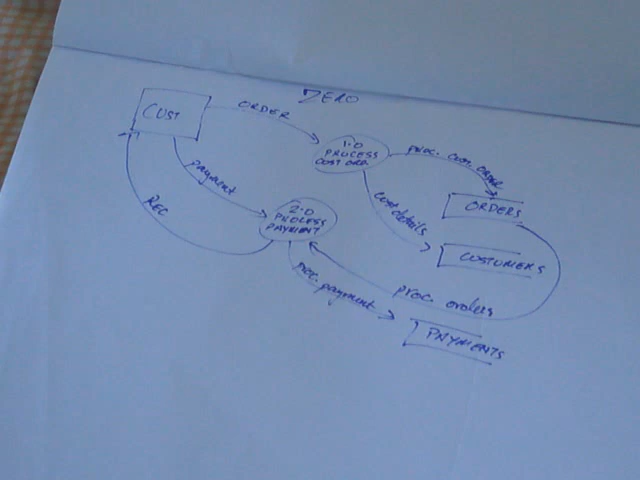 ZERO
CUST
ORDER
1.0
PROCESS
CUST ORD
proc. cust. order
ORDERS
payment
cust details
REC
2.0
PROCESS
PAYMENT
CUSTOMERS
proc. orders
proc. payment
PAYMENTS